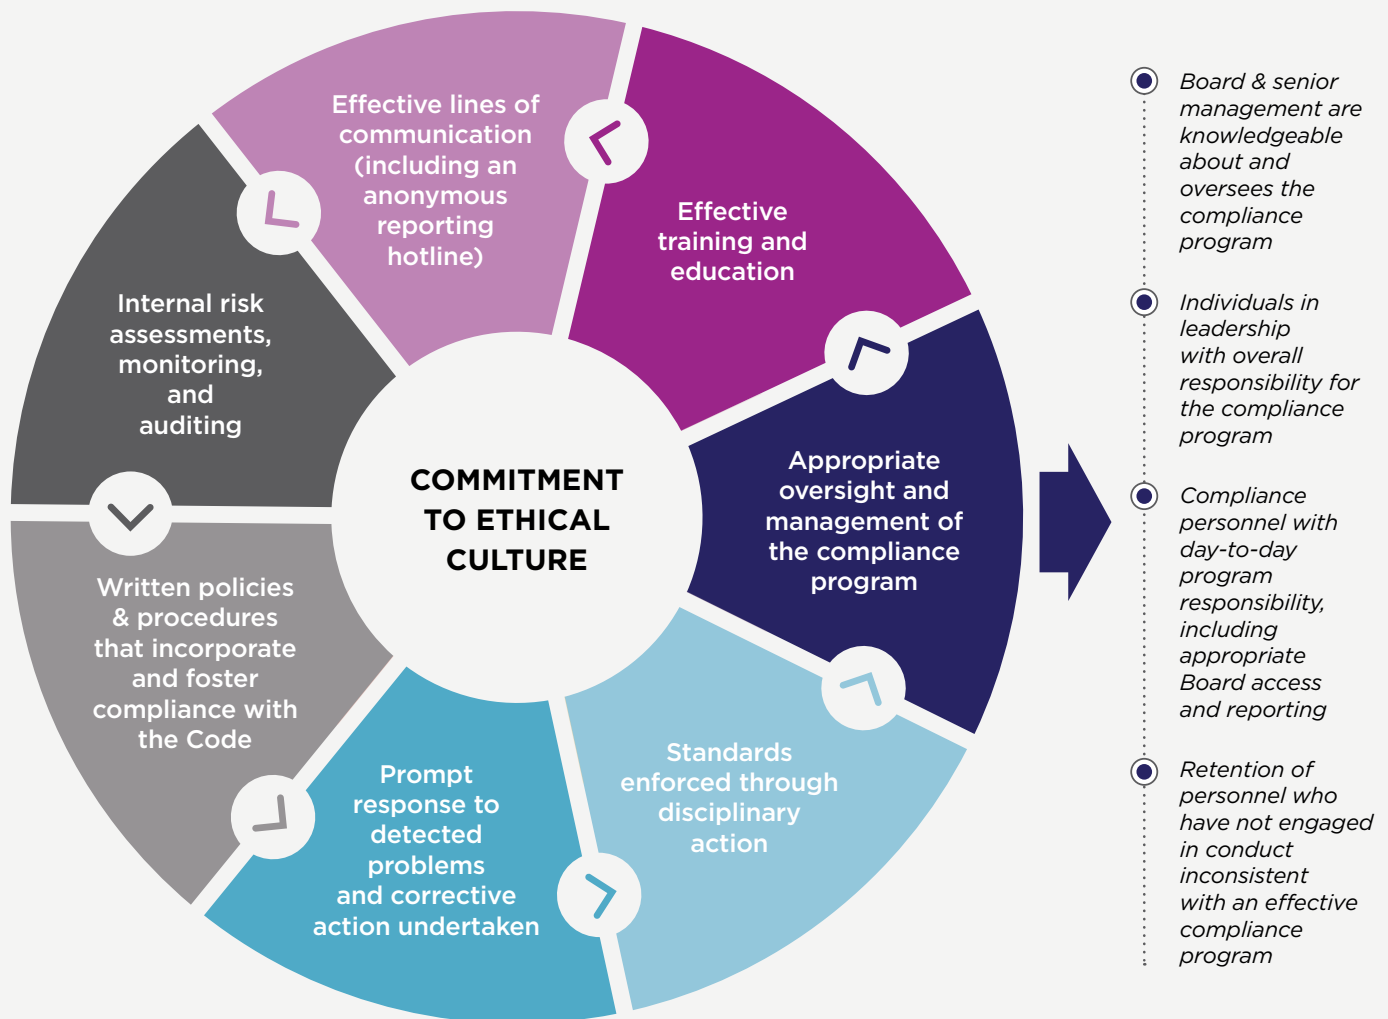 Effective lines of
communication
(including an
anonymous
reporting
hotline)
Effective
training and
education
Internal risk
assessments,
monitoring,
and
auditing
COMMITMENT
TO ETHICAL
CULTURE
Appropriate
oversight and
management of
the compliance
program
Written policies
& procedures
that incorporate
and foster
compliance with
the Code
Prompt
response to
detected
problems
and corrective
action undertaken
Standards
enforced through
disciplinary
action
Board & senior
management are
knowledgeable
about and
oversees the
compliance
program
Individuals in
leadership
with overall
responsibility for
the compliance
program
Compliance
personnel with
day-to-day
program
responsibility,
including
appropriate
Board access
and reporting
Retention of
personnel who
have not engaged
in conduct
inconsistent
with an effective
compliance
program